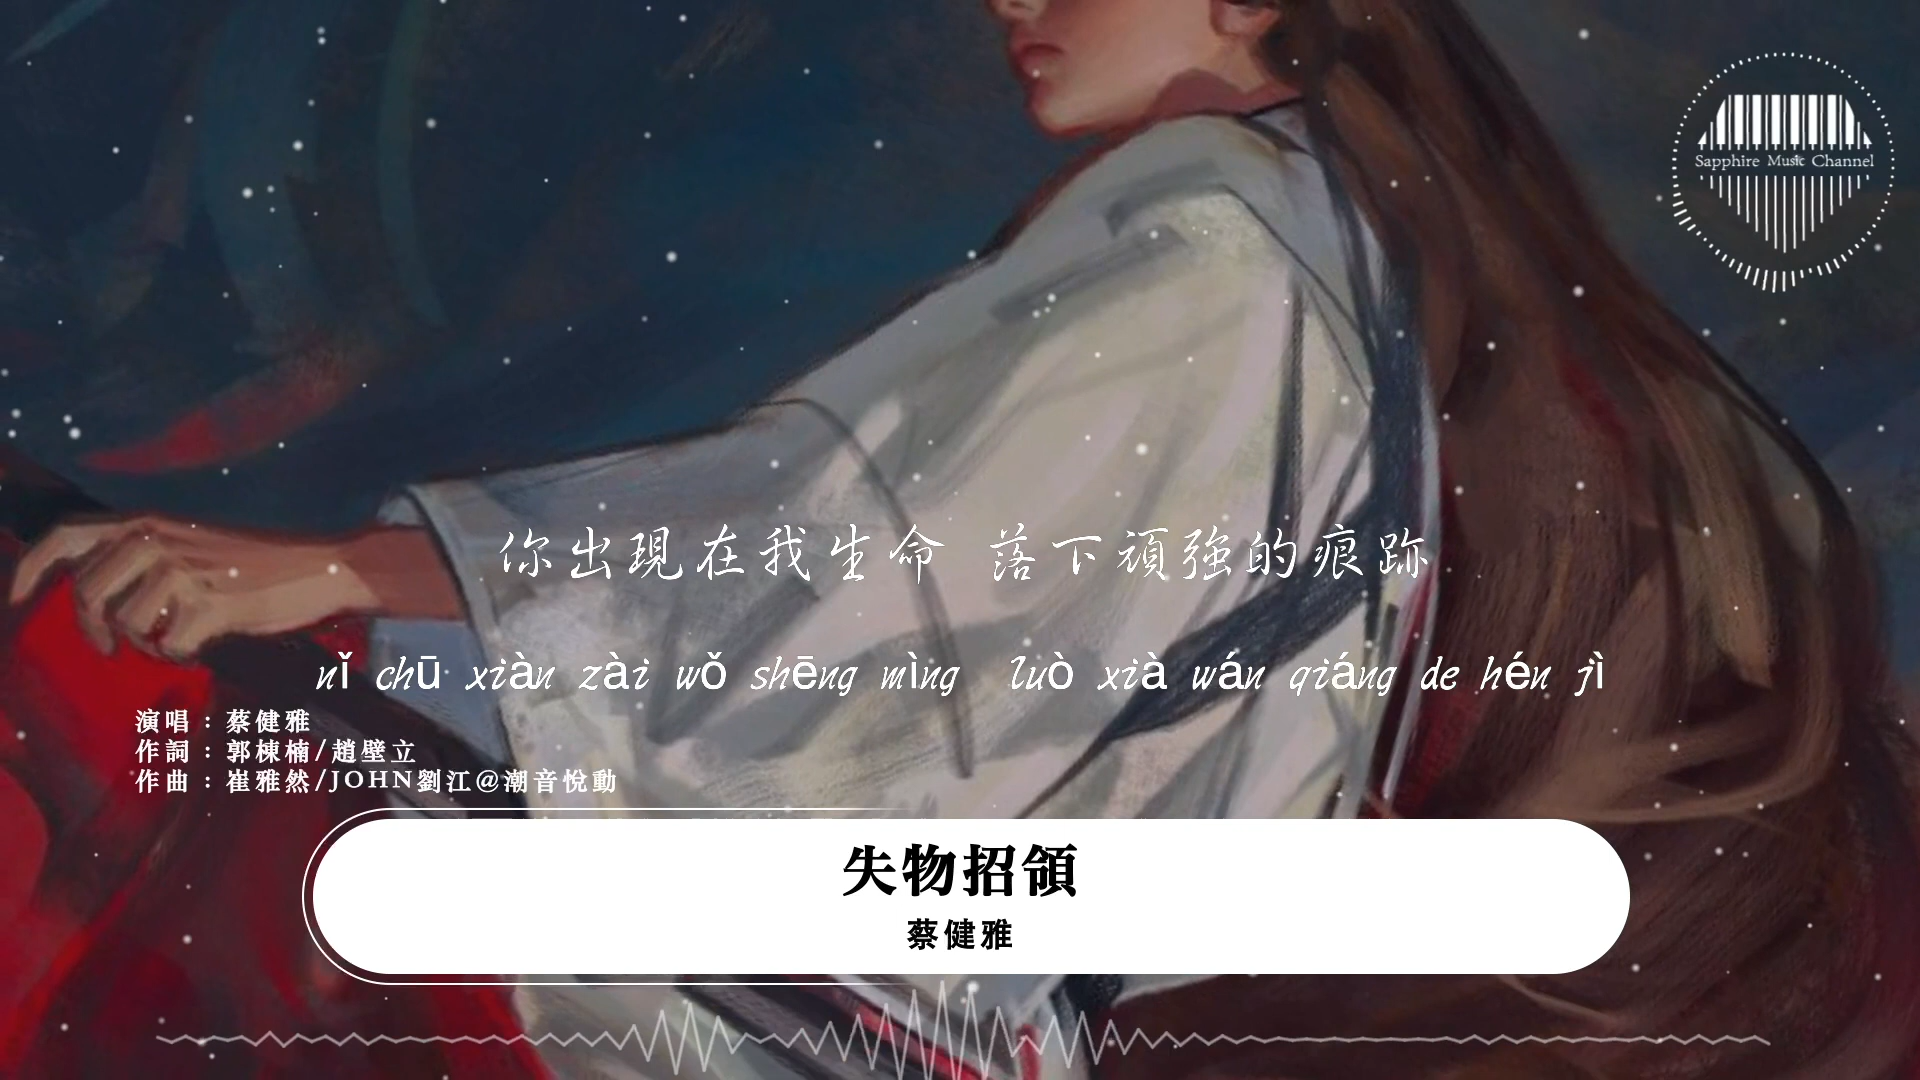 Sapphire Music Channel
你出現在我生命 落下頑強的痕跡
nǐ chū xiàn zài wǒ shēng mìng luò xià wán qiáng de hén jì
演唱：蔡健雅
作詞：郭棟楠/趙壁立
作曲：崔雅然/JOHN劉江@潮音悅動
失物招領
蔡健雅